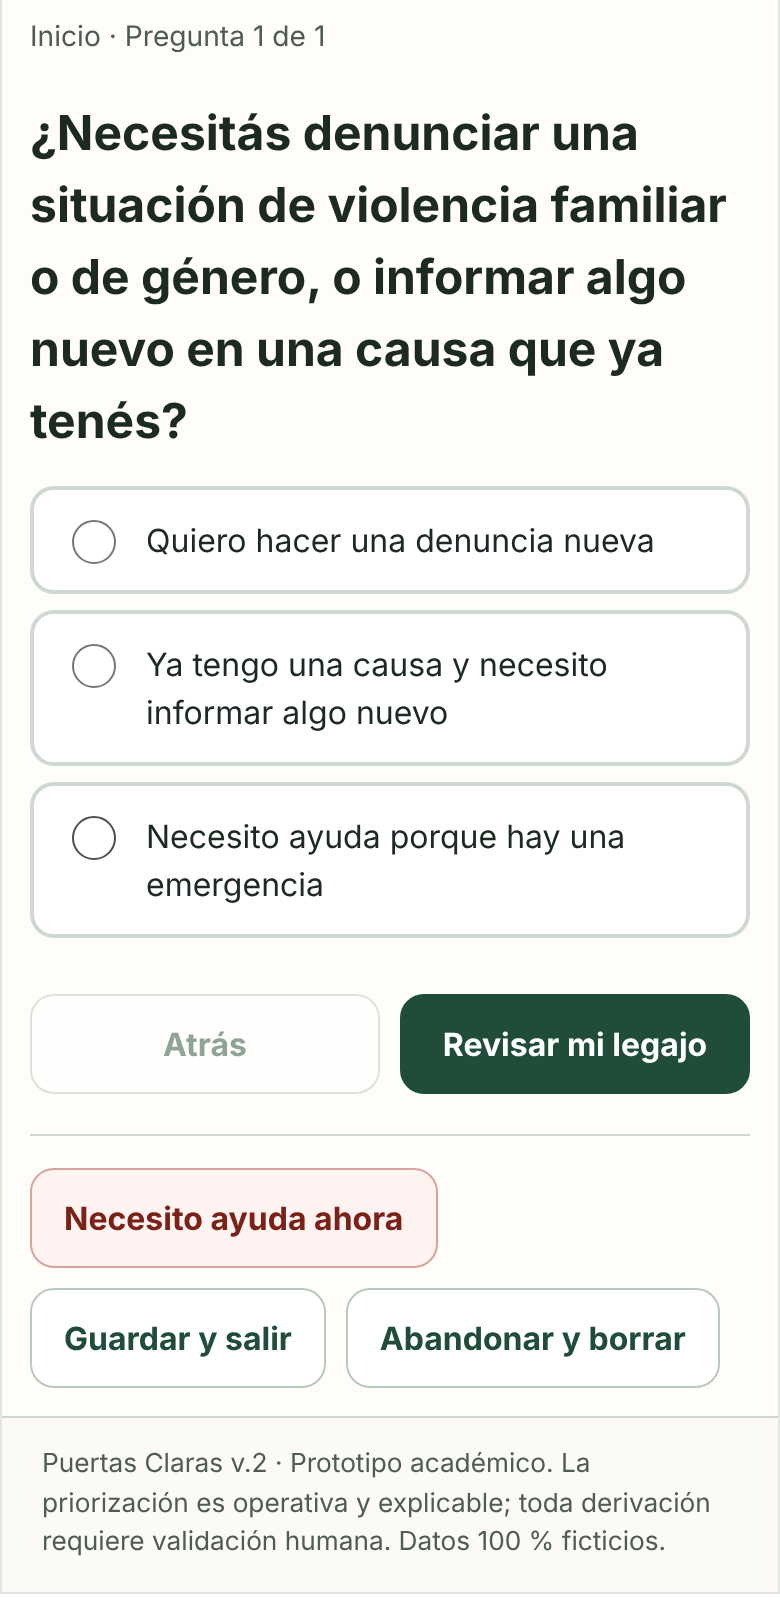 Inicio · Pregunta 1 de 1
¿Necesitás denunciar una
situación de violencia familiar
o de género, o informar algo
nuevo en una causa que ya
tenés?
Quiero hacer una denuncia nueva
Ya tengo una causa y necesito
informar algo nuevo
Necesito ayuda porque hay una
emergencia
Atrás
Revisar mi legajo
Necesito ayuda ahora
Guardar y salir
Abandonar y borrar
Puertas Claras v.2 · Prototipo académico. La
priorización es operativa y explicable; toda derivación
requiere validación humana. Datos 100 % ficticios.